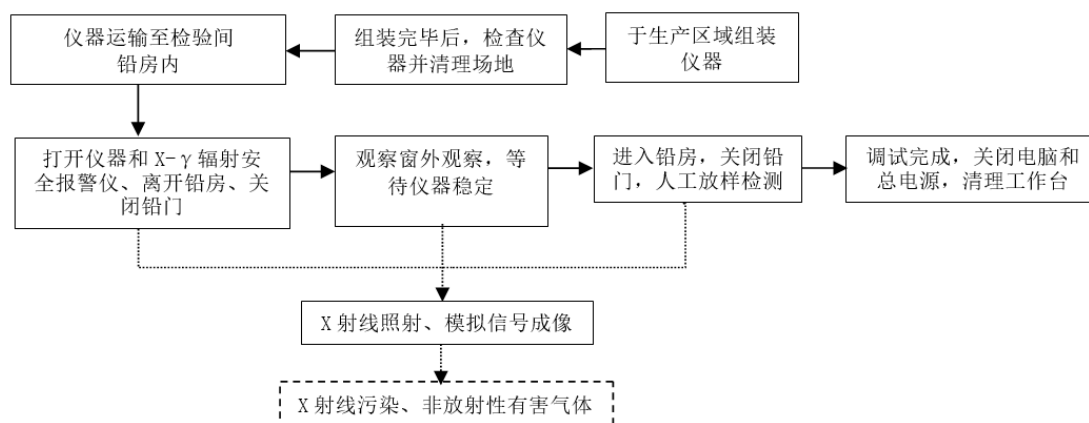 仪器运输至检验间
铅房内
组装完毕后，检查仪
器并清理场地
于生产区域组装
仪器
打开仪器和 X-γ 辐射安
全报警仪、离开铅房、关
闭铅门
观察窗外观察，等
待仪器稳定
进入铅房，关闭铅
门，人工放样检测
调试完成，关闭电脑和
总电源，清理工作台
X 射线照射、模拟信号成像
X 射线污染、非放射性有害气体